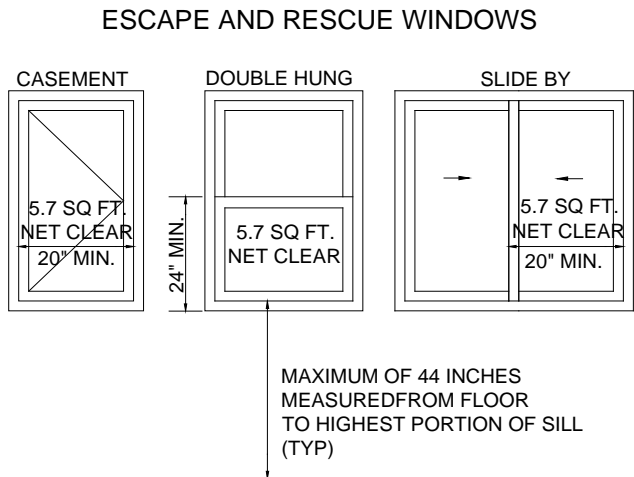 ESCAPE AND RESCUE WINDOWS
CASEMENT
DOUBLE HUNG
SLIDE BY
5.7 SQ FT.
NET CLEAR
20" MIN.
24" MIN.
5.7 SQ FT.
NET CLEAR
5.7 SQ FT.
NET CLEAR
20" MIN.
MAXIMUM OF 44 INCHES
MEASUREDFROM FLOOR
TO HIGHEST PORTION OF SILL
(TYP)